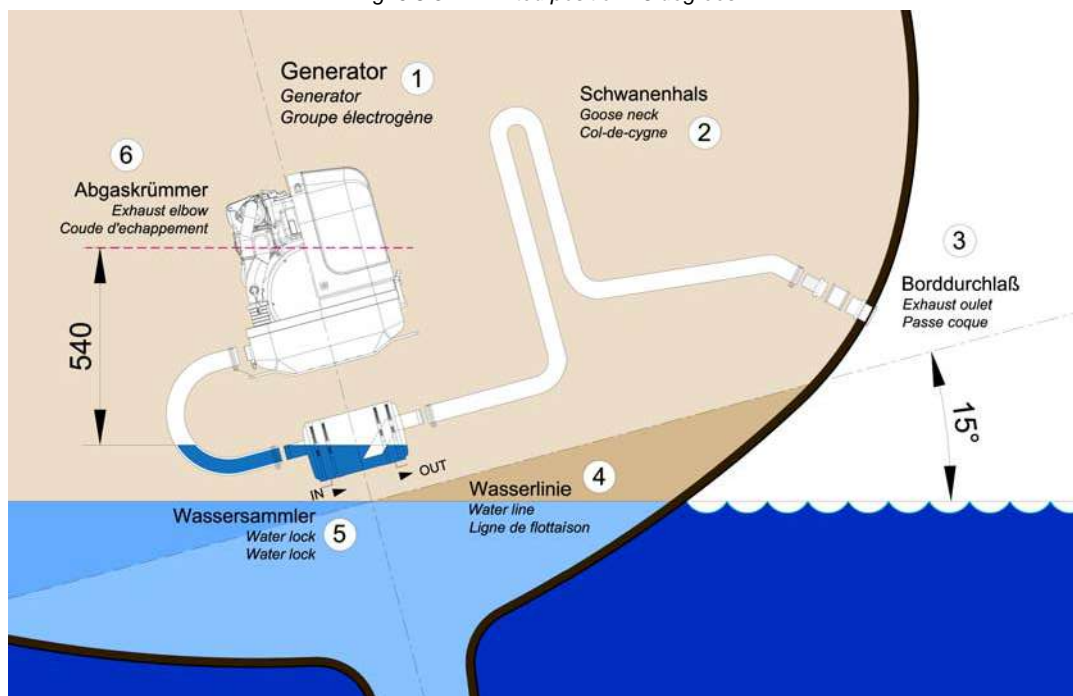 Generator
1
Generator
Groupe électrogène
Schwanenhals
Goose neck
2
Col-de-cygne
6
Abgaskrümmer
Exhaust elbow
Coude d'echappement
3
Borddurchlaß
Exhaust oulet
Passe coque
540
15°
IN
OUT
Wasserlinie
4
Water line
Ligne de flottaison
Wassersammler
5
Water lock
Water lock